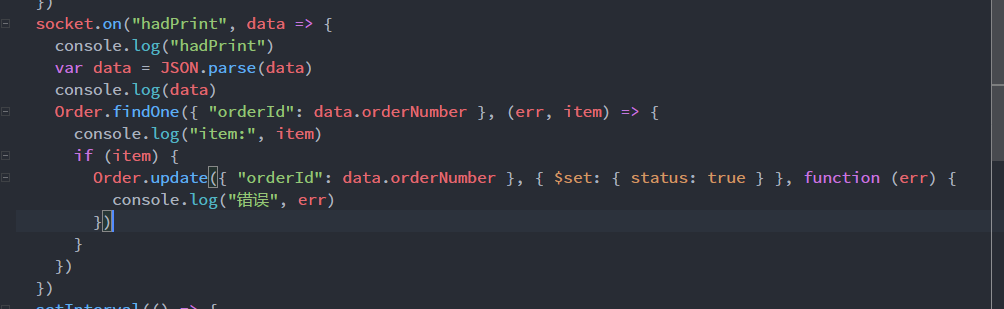 })
socket.on("hadPrint", data => {
console.log("hadPrint")
var data = JSON.parse(data)
console.log(data)
Order.findOne({ "orderId": data.orderNumber }, (err, item) => {
console.log("item:", item)
if (item) {
Order.update({ "orderId": data.orderNumber }, { $set: { status: true } }, function (err) {
console.log("错误", err)
})
}
})
})
setInterval(() => {